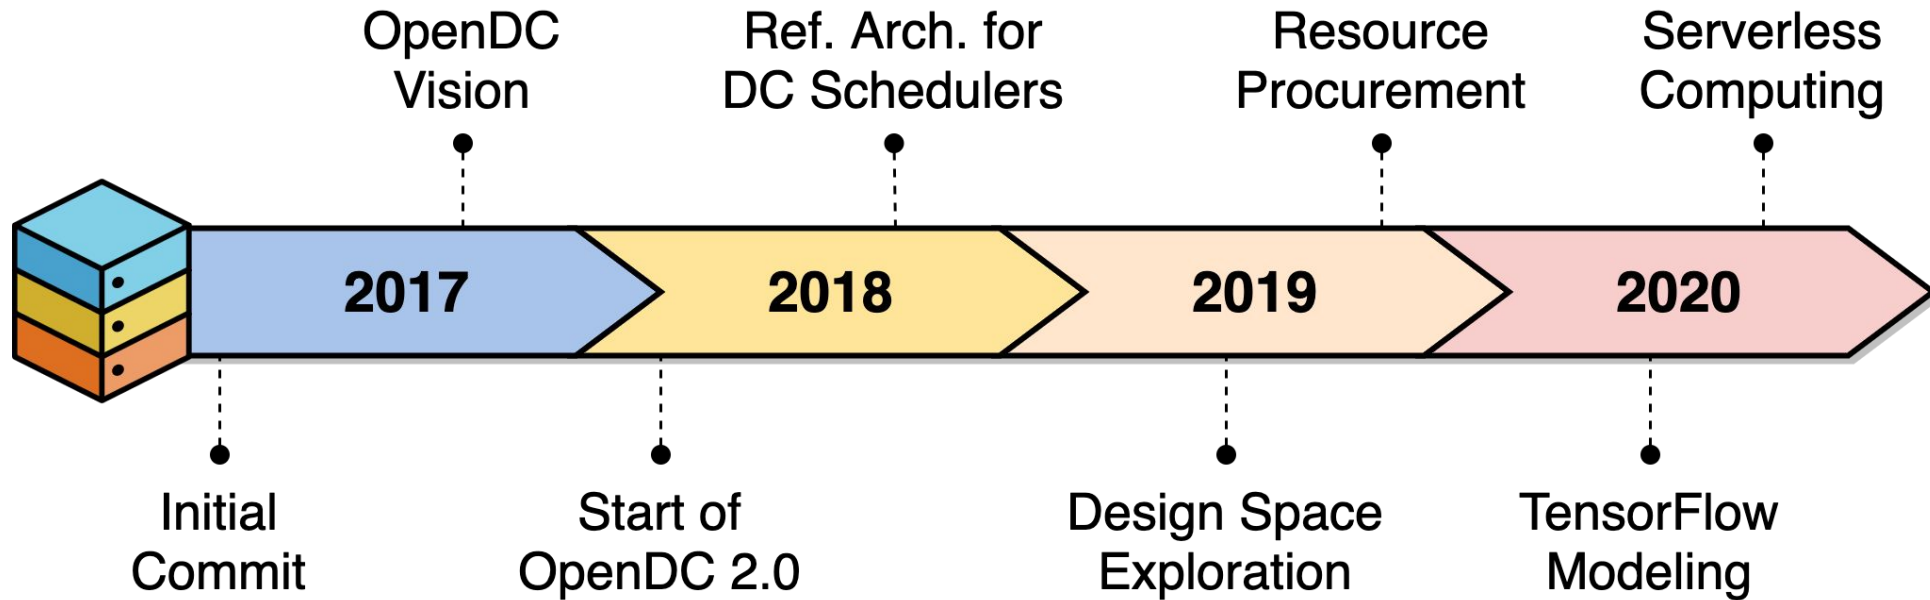 OpenDC
Vision
Ref. Arch. for
DC Schedulers
Resource
Procurement
Serverless
Computing
2017
2018
2019
2020
Initial
Commit
Start of
OpenDC 2.0
Design Space
Exploration
TensorFlow
Modeling